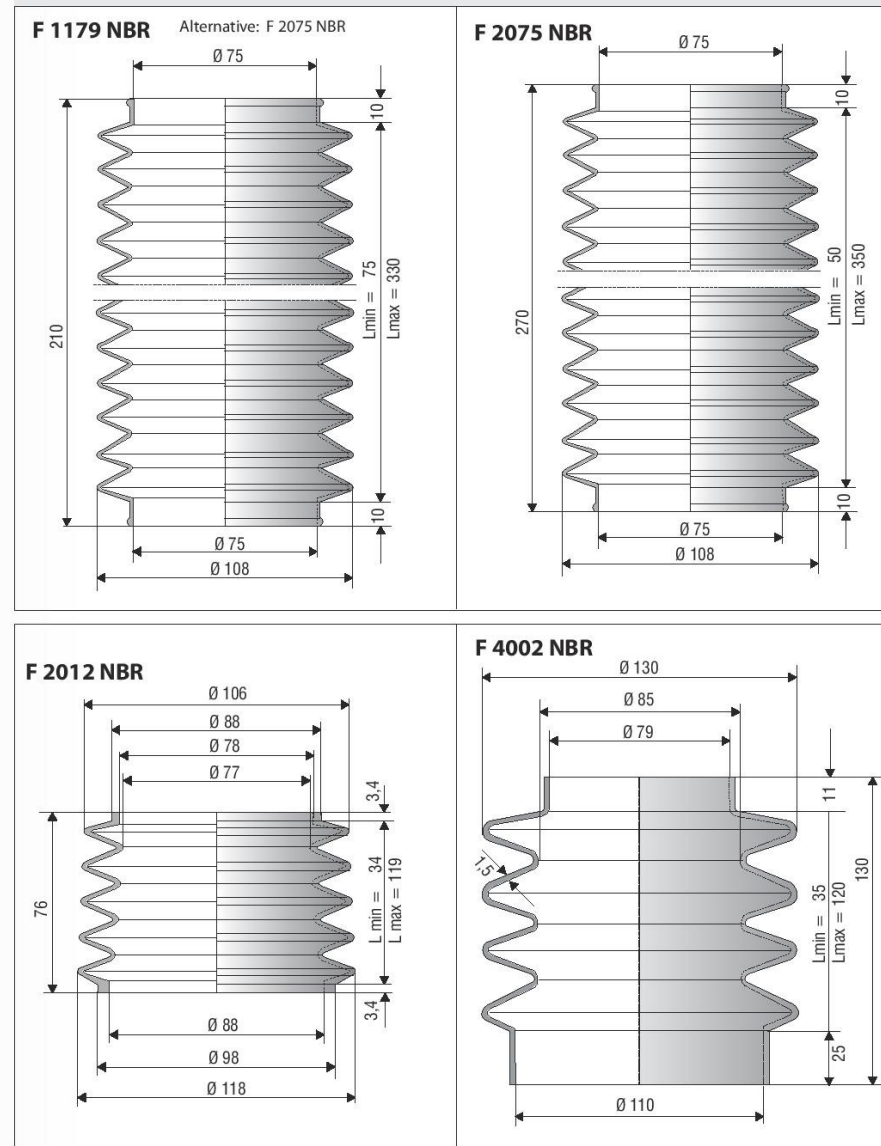 F 1179 NBR
Alternative: F 2075 NBR
Ø 75
10
210
Lmin = 75
Lmax = 330
10
Ø 75
Ø 108
F 2075 NBR
Ø 75
10
270
Lmin = 50
Lmax = 350
10
Ø 75
Ø 108
F 2012 NBR
Ø 106
Ø 88
Ø 78
Ø 77
3,4
76
L min = 34
L max = 119
3,4
Ø 88
Ø 98
Ø 118
F 4002 NBR
Ø 130
Ø 85
Ø 79
11
1,5
130
Lmin = 35
Lmax = 120
25
Ø 110